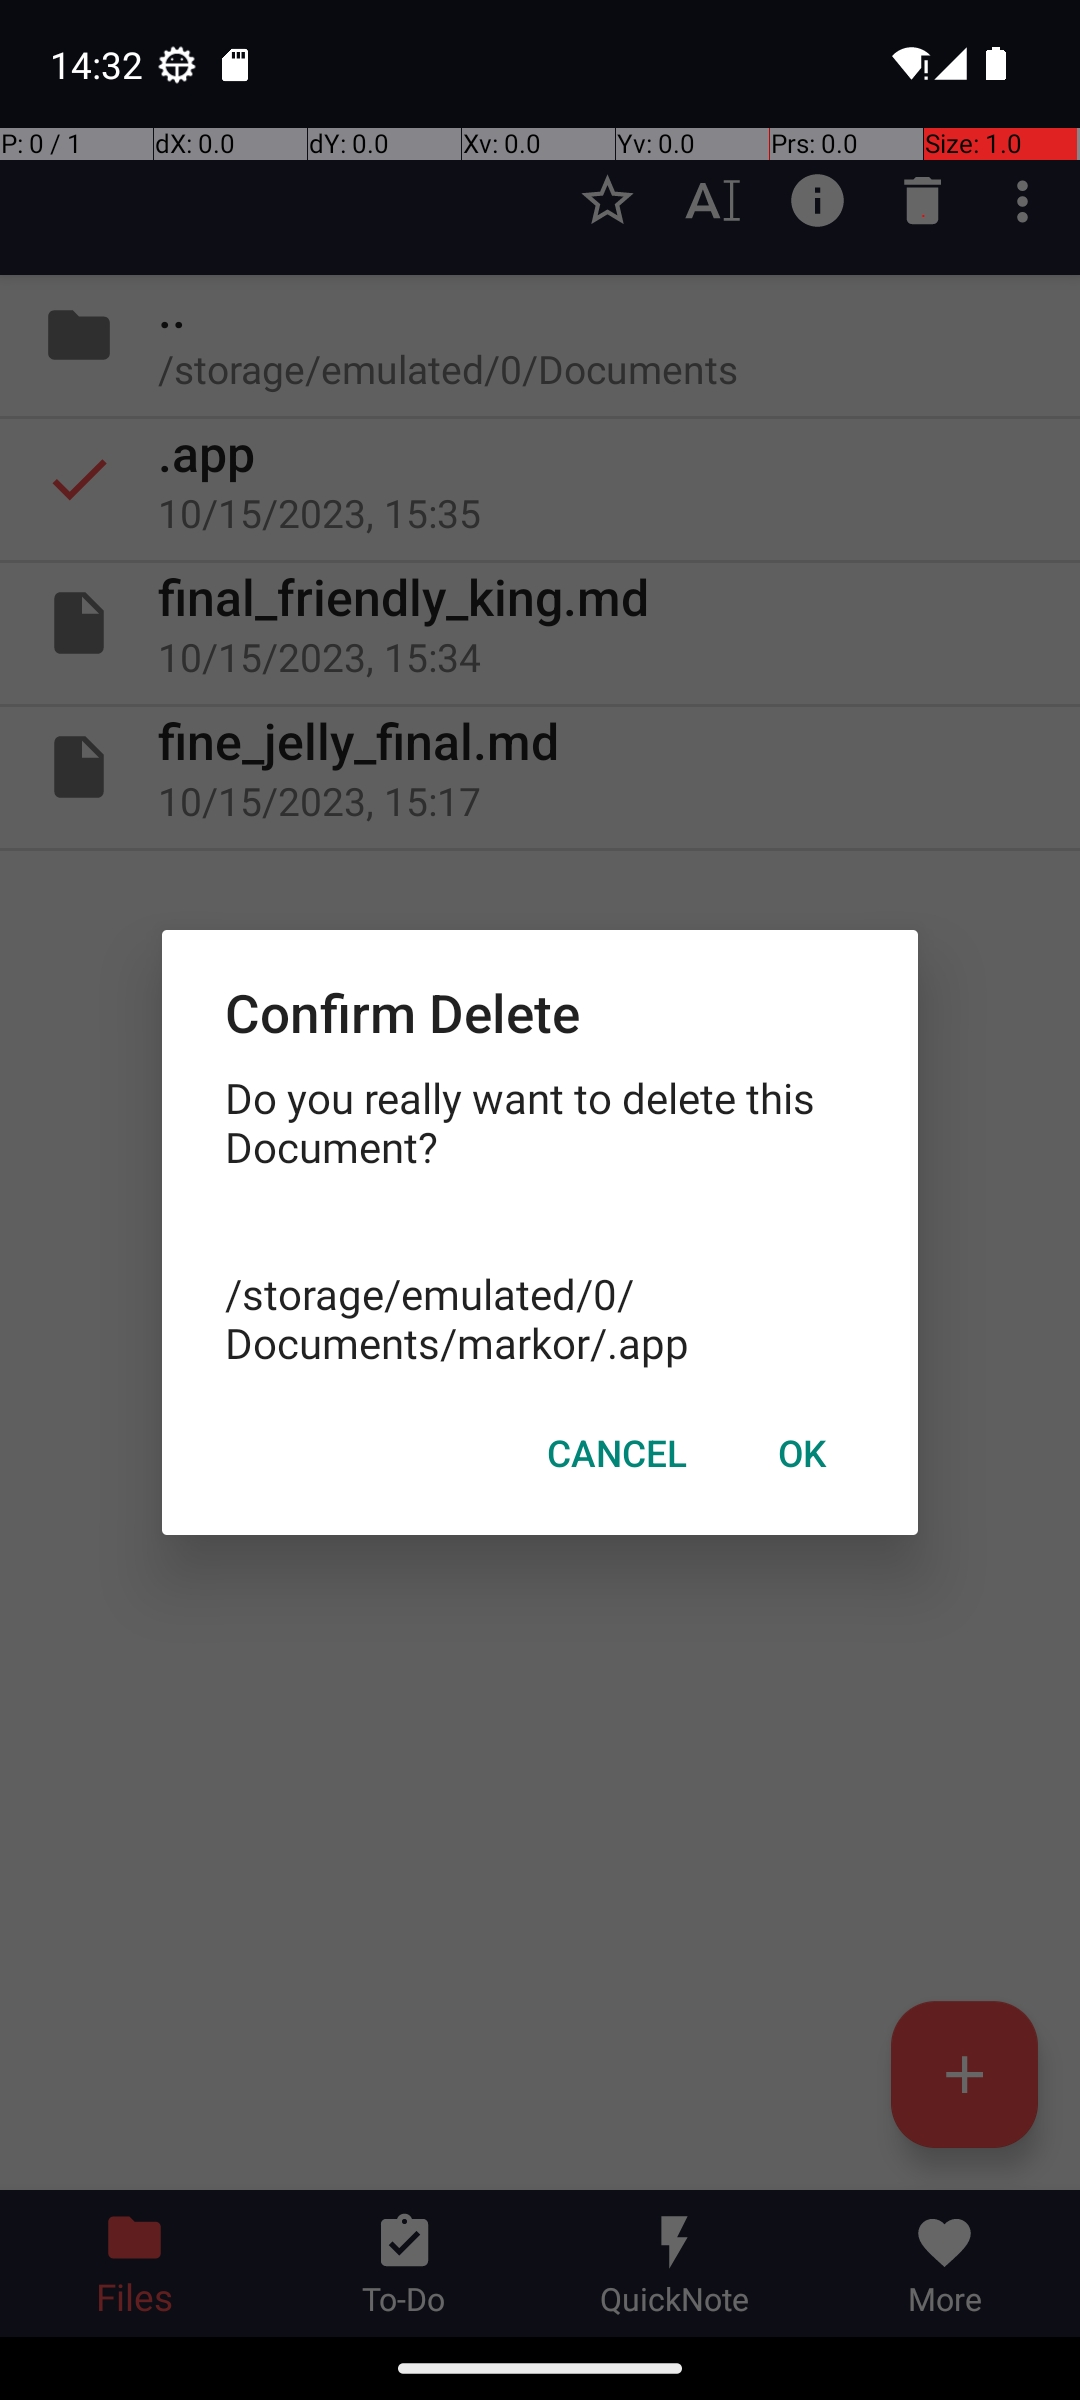 14:32
P: 0 / 1 dX: 0.0 dY: 0.0 Xv: 0.0 Yv: 0.0 Prs: 0.0 Size: 1.0
..
/storage/emulated/0/Documents
.app
10/15/2023, 15:35
final_friendly_king.md
10/15/2023, 15:34
fine_jelly_final.md
10/15/2023, 15:17
Confirm Delete
Do you really want to delete this
Document?
/storage/emulated/0/
Documents/markor/.app
CANCEL OK
Files To-Do QuickNote More